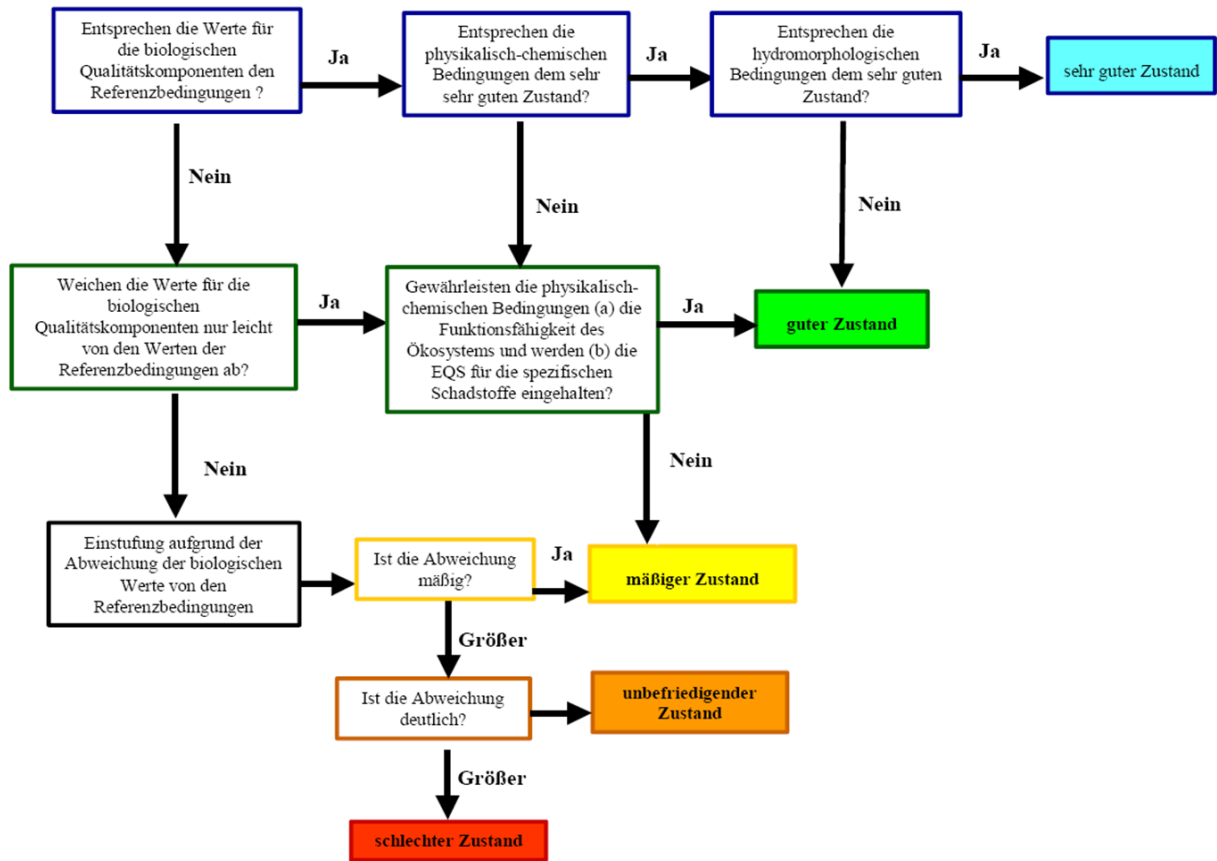 Entsprechen die Werte für
die biologischen
Qualitätskomponenten den
Referenzbedingungen ?
Ja
Entsprechen die
physikalisch-chemischen
Bedingungen dem sehr
sehr guten Zustand?
Ja
Entsprechen die
hydromorphologischen
Bedingungen dem sehr guten
Zustand?
Ja
sehr guter Zustand
Nein
Nein
Nein
Weichen die Werte für die
biologischen
Qualitätskomponenten nur leicht
von den Werten der
Referenzbedingungen ab?
Ja
Gewährleisten die physikalisch-
chemischen Bedingungen (a) die
Funktionsfähigkeit des
Ökosystems und werden (b) die
EQS für die spezifischen
Schadstoffe eingehalten?
Ja
guter Zustand
Nein
Nein
Einstufung aufgrund der
Abweichung der biologischen
Werte von den
Referenzbedingungen
Ist die Abweichung
mäßig?
Ja
mäßiger Zustand
Größer
Ist die Abweichung
deutlich?
unbefriedigender
Zustand
Größer
schlechter Zustand